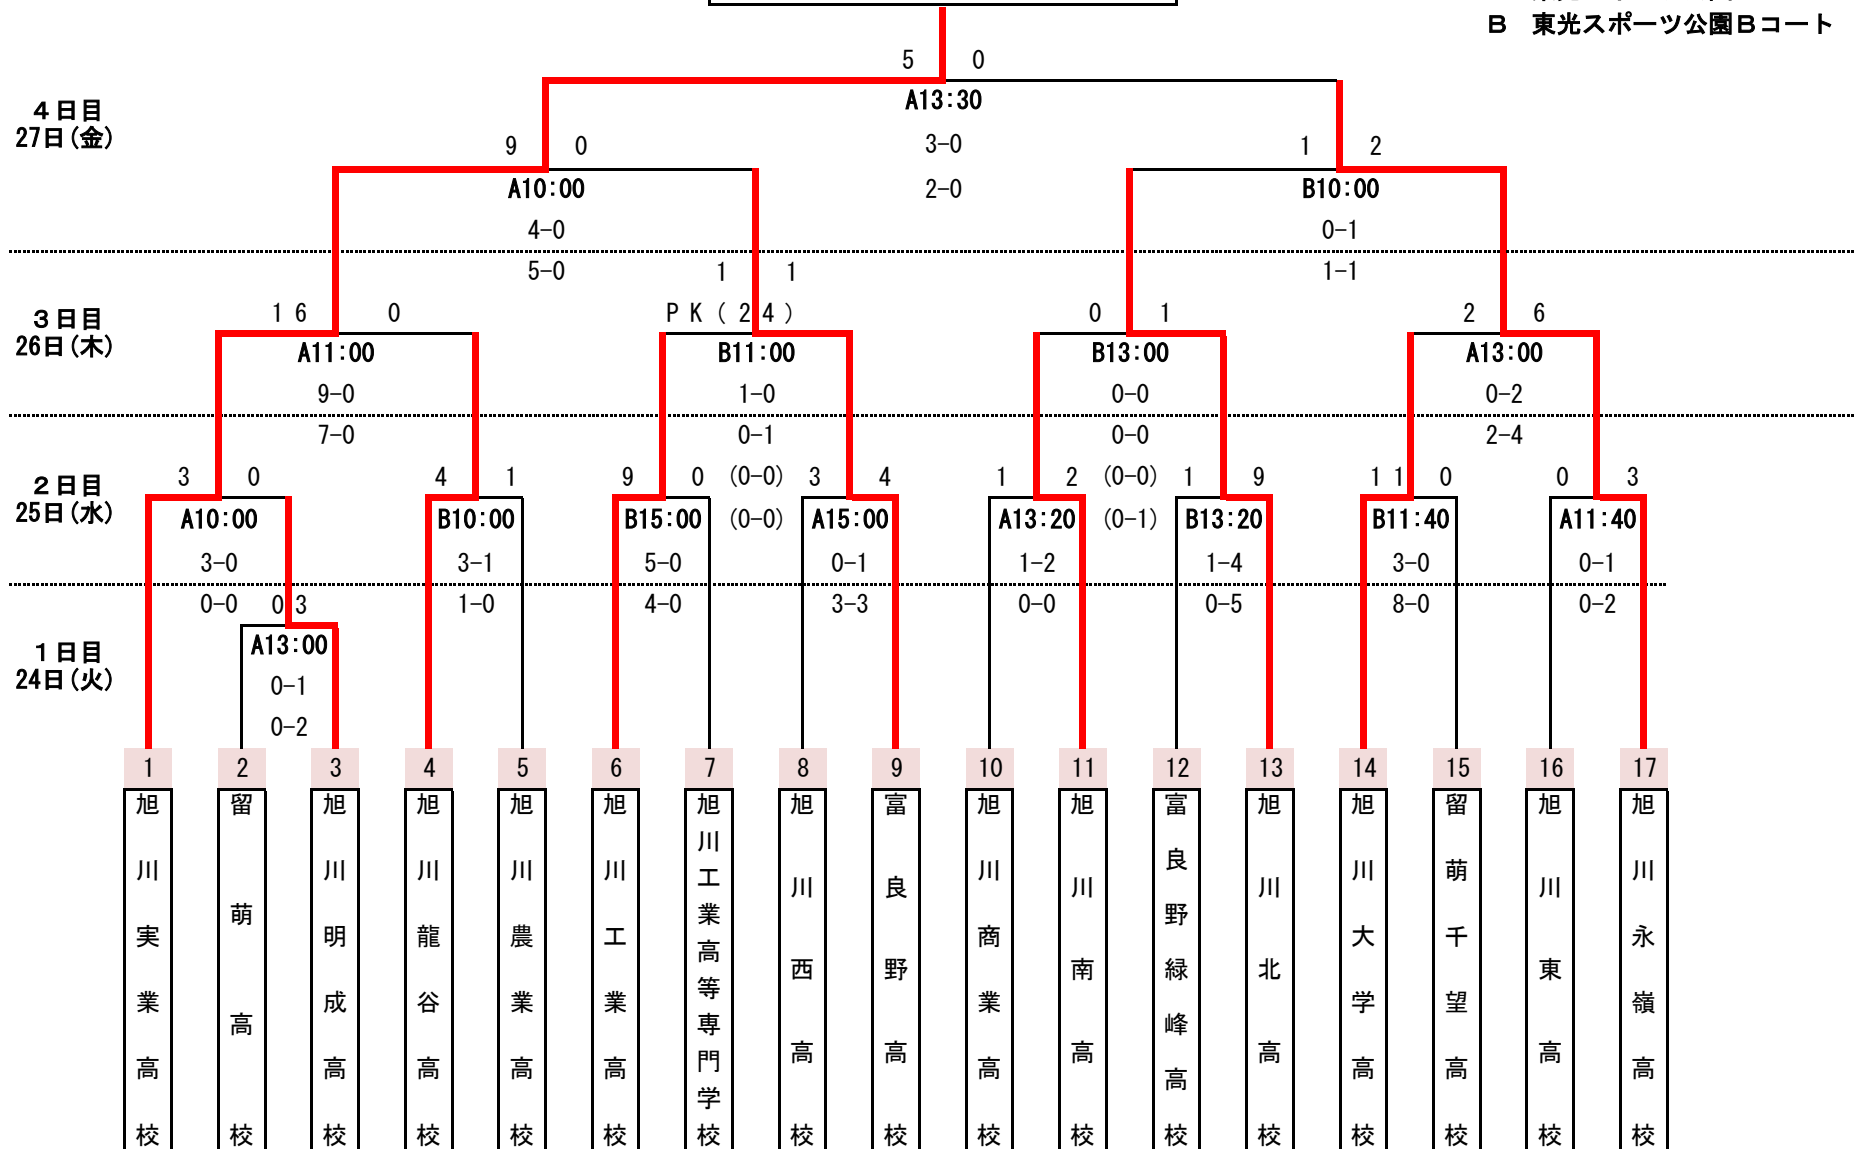 B 東光スポーツ公園Bコート
5 0
A13:30
3-0
2-0
4日目
27日(金)
9 0
A10:00
4-0
5-0
1 2
B10:00
0-1
1-1
3日目
26日(木)
16 0
A11:00
9-0
7-0
1 1
PK(24)
B11:00
1-0
0-1
(0-0)
(0-0)
0 1
B13:00
0-0
0-0
(0-0)
(0-1)
2 6
A13:00
0-2
2-4
2日目
25日(水)
3 0
A10:00
3-0
0-0
4 1
B10:00
3-1
1-0
9 0
B15:00
5-0
4-0
3 4
A15:00
0-1
3-3
1 2
A13:20
1-2
0-0
1 9
B13:20
1-4
0-5
11 0
B11:40
3-0
8-0
0 3
A11:40
0-1
0-2
1日目
24日(火)
0 3
A13:00
0-1
0-2
1 2 3 4 5 6 7 8 9 10 11 12 13 14 15 16 17
旭川実業高校
留萌高校
旭川明成高校
旭川龍谷高校
旭川農業高校
旭川工業高校
旭川工業高等専門学校
旭川西高校
富良野高校
旭川商業高校
旭川南高校
富良野緑峰高校
旭川北高校
旭川大学高校
留萌千望高校
旭川東高校
旭川永嶺高校